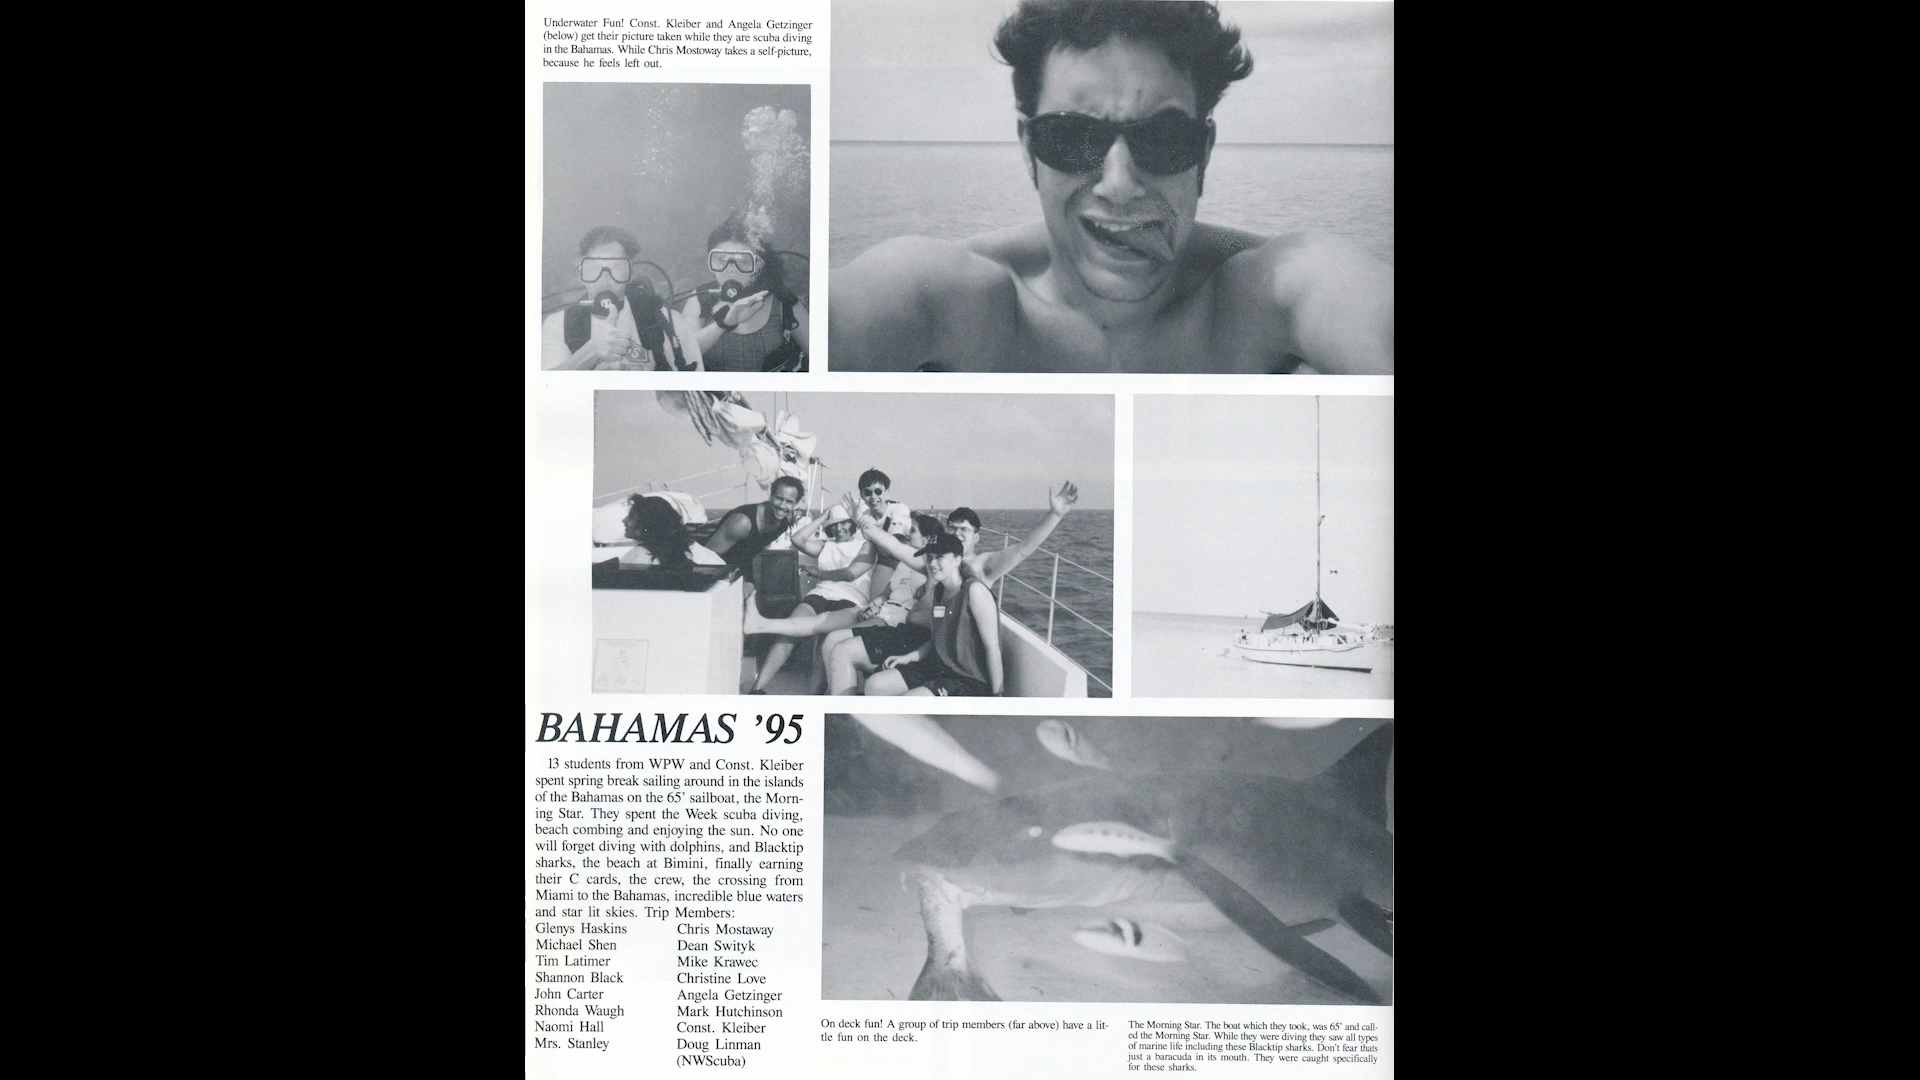 Underwater Fun! Const. Kleiber and Angela Getzinger
(below) get their picture taken while they are scuba diving
in the Bahamas. While Chris Mostoway takes a self-picture,
because he feels left out.
BAHAMAS '95
13 students from WPW and Const. Kleiber
spent spring break sailing around in the islands
of the Bahamas on the 65' sailboat, the Morn-
ing Star. They spent the Week scuba diving,
beach combing and enjoying the sun. No one
will forget diving with dolphins, and Blacktip
sharks, the beach at Bimini, finally earning
their C cards, the crew, the crossing from
Miami to the Bahamas, incredible blue waters
and star lit skies. Trip Members:
Glenys Haskins
Michael Shen
Tim Latimer
Shannon Black
John Carter
Rhonda Waugh
Naomi Hall
Mrs. Stanley
Chris Mostaway
Dean Swityk
Mike Krawec
Christine Love
Angela Getzinger
Mark Hutchinson
Const. Kleiber
Doug Linman
(NWScuba)
On deck fun! A group of trip members (far above) have a lit-
tle fun on the deck.
The Morning Star. The boat which they took, was 65' and call-
ed the Morning Star. While they were diving they saw all types
of marine life including these Blacktip sharks. Don't fear thats
just a baracuda in its mouth. They were caught specifically
for these sharks.